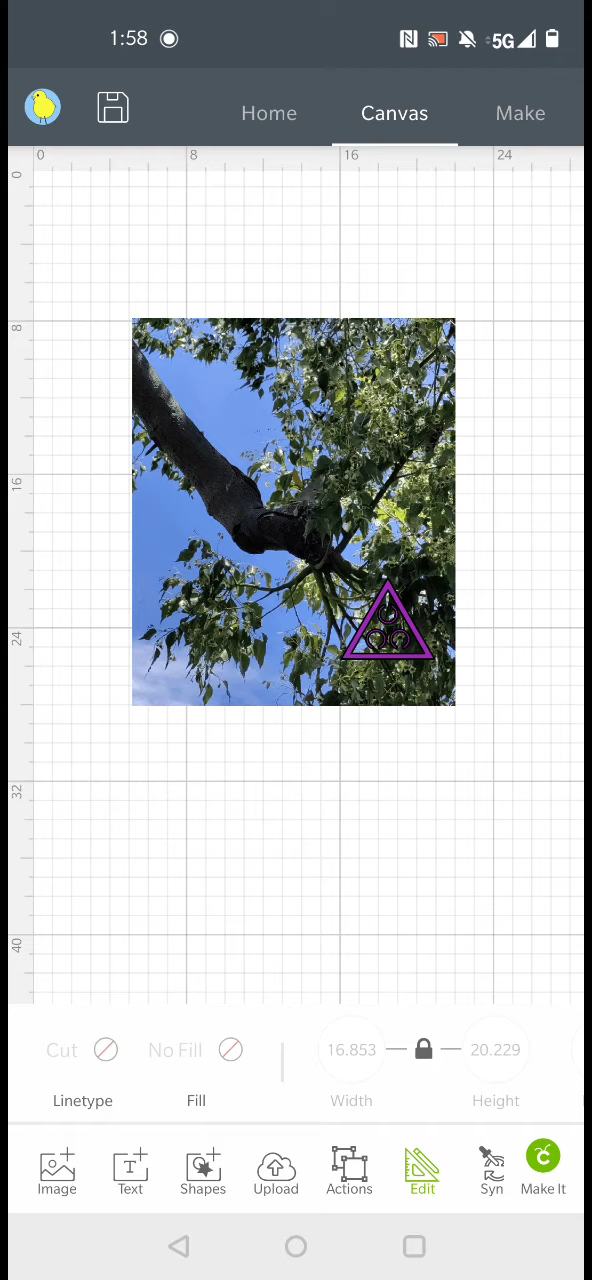 1:58 5G
Home Canvas Make
0 8 16 24
0
8
16
24
32
40
Cut No Fill 16.853 20.229
Linetype Fill Width Height
Image Text Shapes Upload Actions Edit Syn Make It